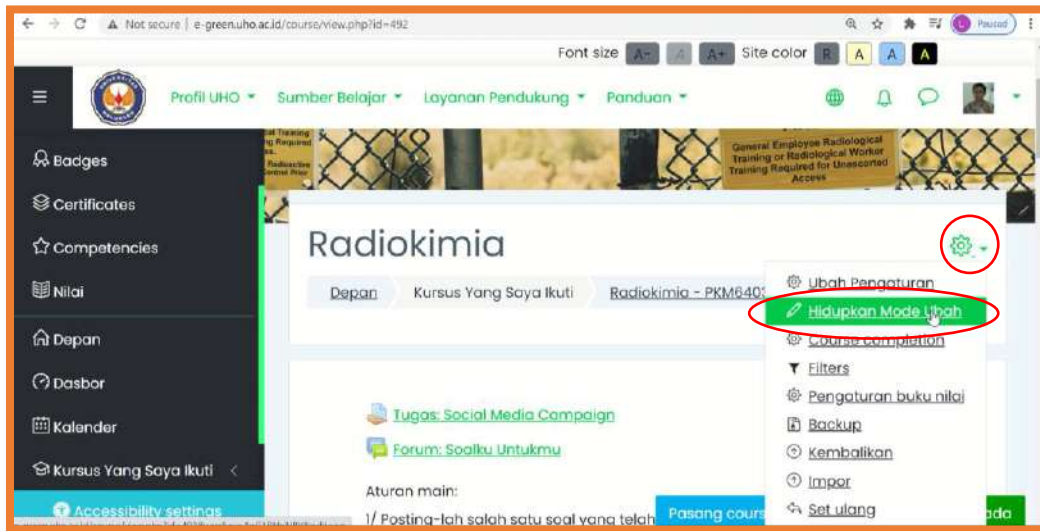 Not secure | e-green.uho.ac.id/course/view.php?id=492
Paused
Font size A- A A+ Site color R A A A
Profil UHO Sumber Belajar Layanan Pendukung Panduan
Badges
Certificates
Competencies
Nilai
Depan
Dasbor
Kalender
Kursus Yang Saya Ikuti
Accessibility settings
General Employee Radiological
Training or Radiological Worker
Training Required for Unescorted
Access
Radiokimia
Depan Kursus Yang Saya Ikuti Radiokimia - PKM640
Ubah Pengaturan
Hidupkan Mode Ubah
Course completion
Filters
Pengaturan buku nilai
Backup
Kembalikan
Impor
Set ulang
Tugas: Social Media Campaign
Forum: Soalku Untukmu
Aturan main:
1/ Posting-lah salah satu soal yang telah
Pasang cours
ada